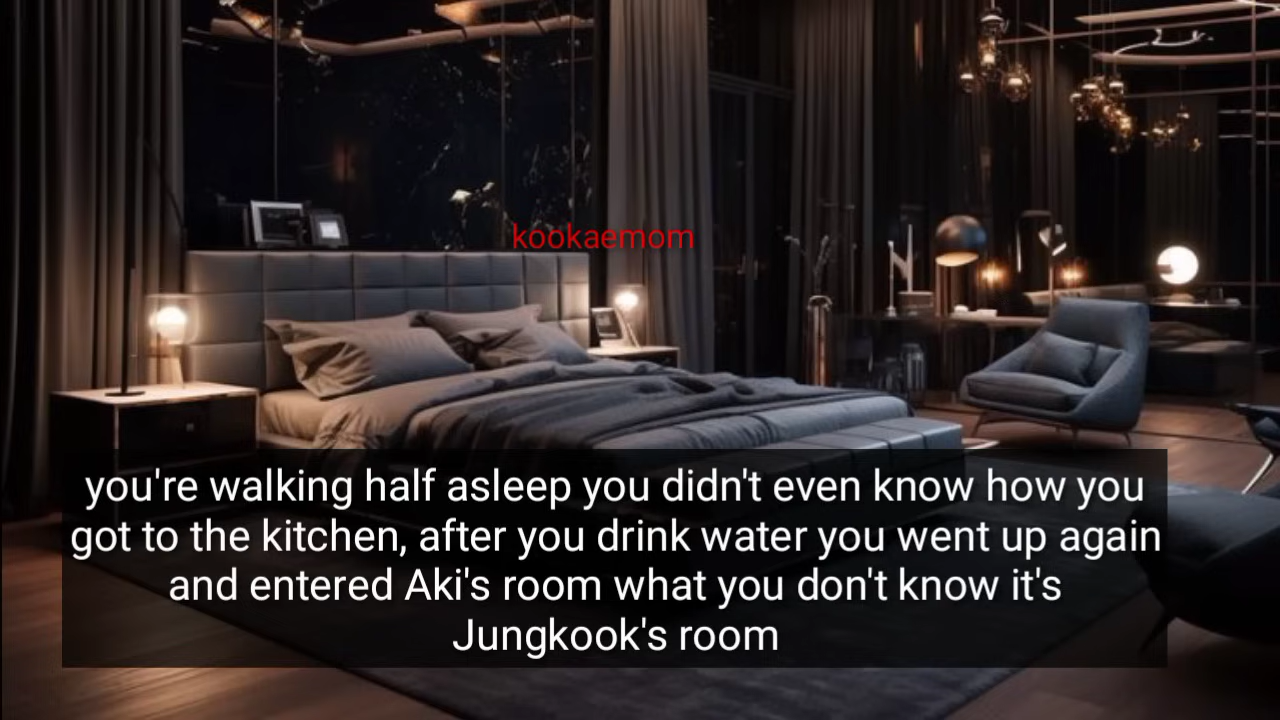 kookaemom
you're walking half asleep you didn't even know how you
got to the kitchen, after you drink water you went up again
and entered Aki's room what you don't know it's
Jungkook's room